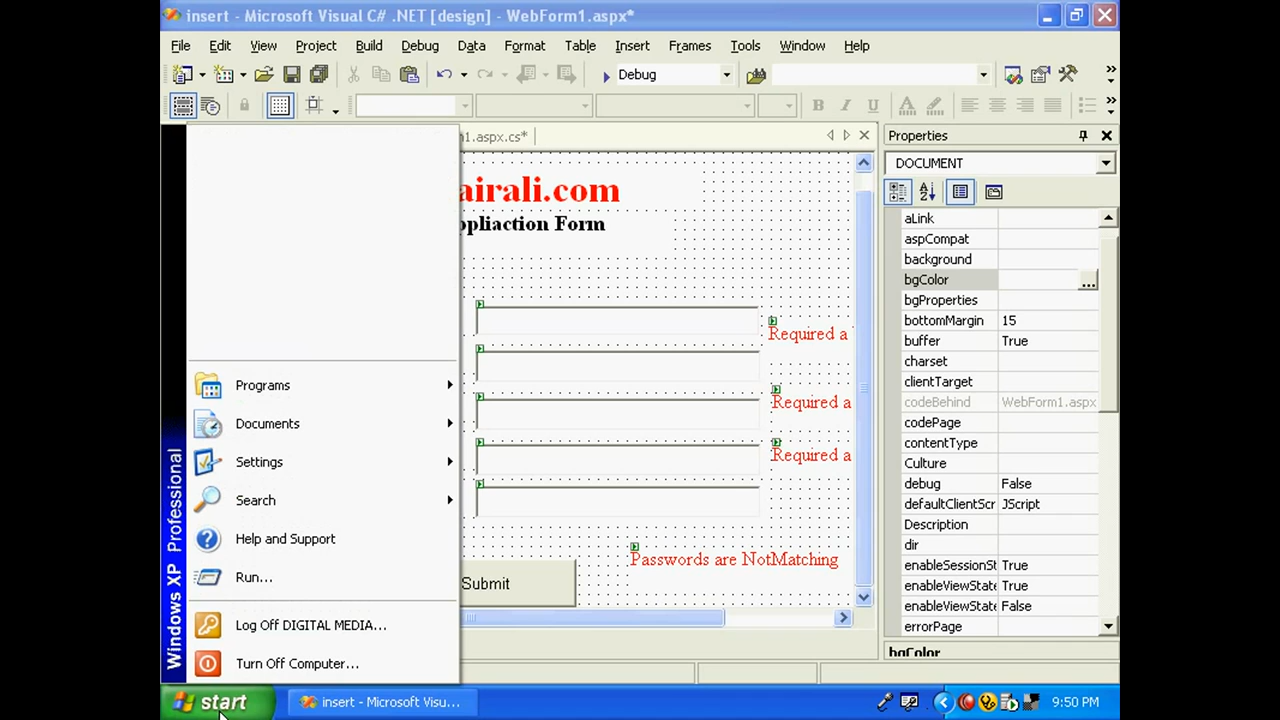 insert - Microsoft Visual C# .NET [design] - WebForm1.aspx*
File Edit View Project Build Debug Data Format Table Insert Frames Tools Window Help
Debug
B I U A
m1.aspx.cs*
Properties
DOCUMENT
airali.com
ppliaction Form
Required a
Required a
Required a
Passwords are NotMatching
Submit
aLink
aspCompat
background
bgColor ...
bgProperties
bottomMargin 15
buffer True
charset
clientTarget
codeBehind WebForm1.aspx
codePage
contentType
Culture
debug False
defaultClientScr JScript
Description
dir
enableSessionSt True
enableViewState True
enableViewState False
errorPage
bgColor
Programs
Documents
Settings
Search
Help and Support
Run...
Log Off DIGITAL MEDIA...
Turn Off Computer...
Windows XP Professional
start
insert - Microsoft Visu...
9:50 PM